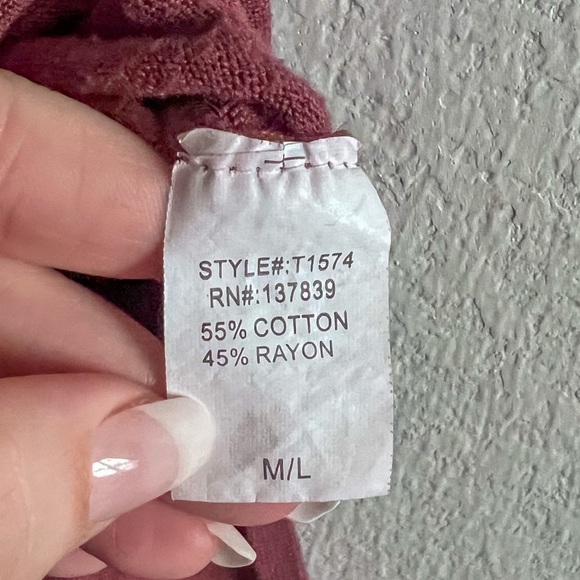 STYLE#:T1574
RN#:137839
55% COTTON
45% RAYON
M/L